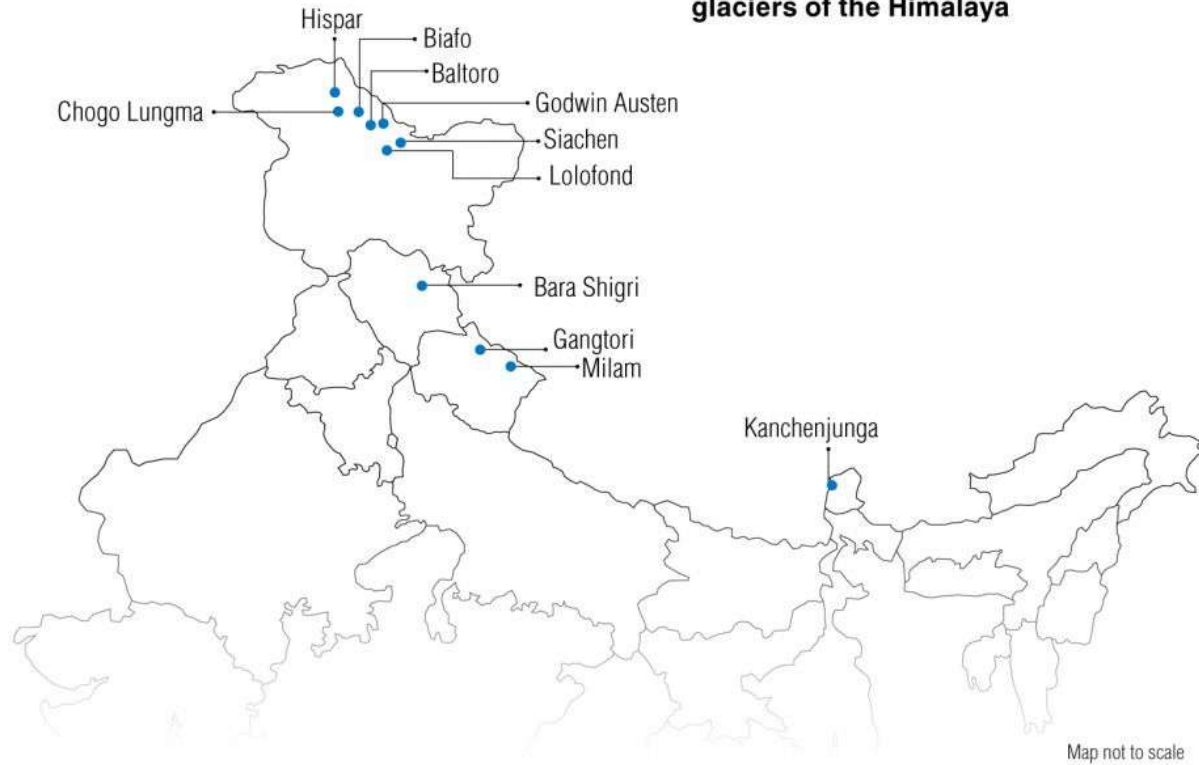 glaciers of the Himalaya
Hispar
Biafo
Baltoro
Chogo Lungma
Godwin Austen
Siachen
Lolofond
Bara Shigri
Gangtori
Milam
Kanchenjunga
Map not to scale